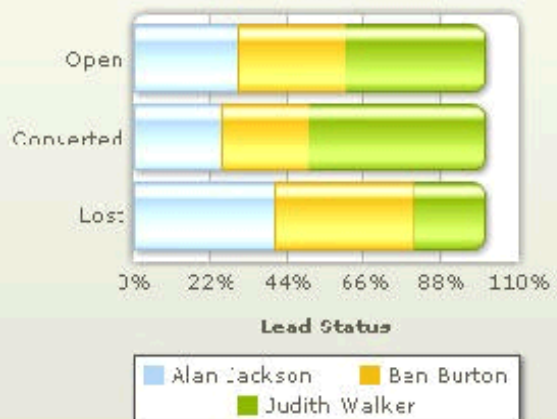 Open
Converted
Lost
0% 22% 44% 66% 88% 110%
Lead Status
Alan Jackson Ben Burton
Judith Walker